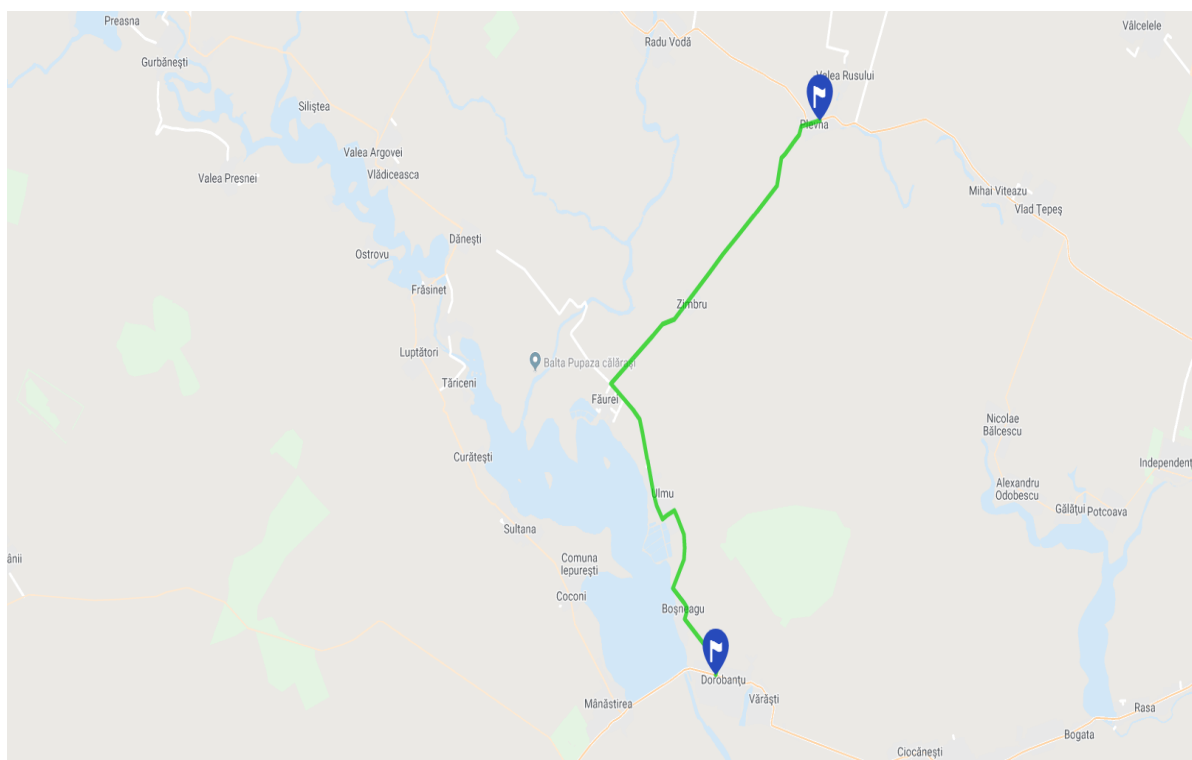 Preasna
Vâlcelele
Radu Vodă
Gurbănești
Valea Rusului
Siliștea
Plevna
Valea Argovei
Vlădiceasca
Valea Presnei
Mihai Viteazu
Vlad Țepeș
Dănești
Ostrovu
Frăsinet
Zimbru
Luptători
Balta Pupaza călărași
Tăriceni
Făurei
Nicolae
Bălcescu
Curătești
Independenț
Alexandru
Odobescu
Ulmu
Gălățui
Potcoava
Sultana
ânii
Comuna
Iepurești
Coconi
Boșneagu
Dorobanțu
Vărăști
Mânăstirea
Rasa
Bogata
Ciocănești